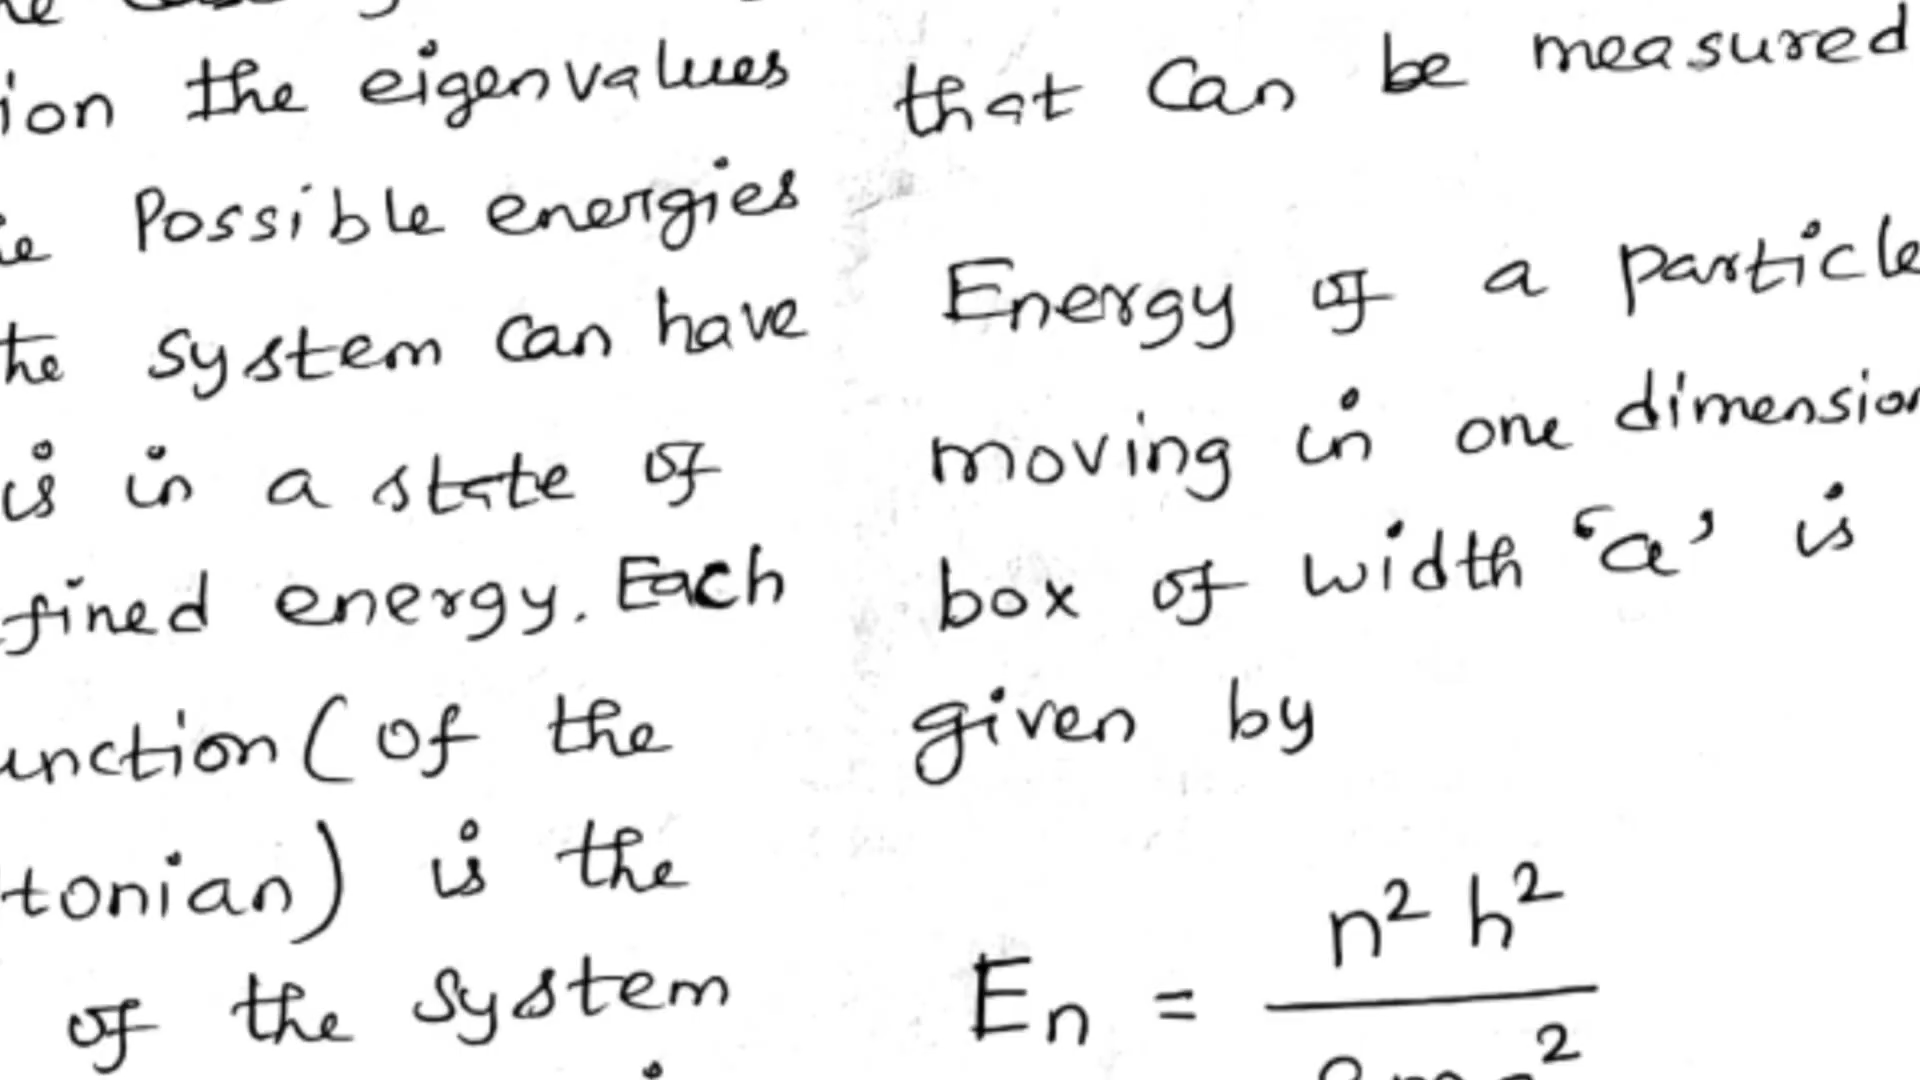 ion the eigenvalues
Possible energies
the system can have
is in a state of
fined energy. Each
unction (of the
tonian) is the
of the system
that can be measured
Energy of a particle
moving in one dimension
box of width 'a' is
given by
En = n² h²